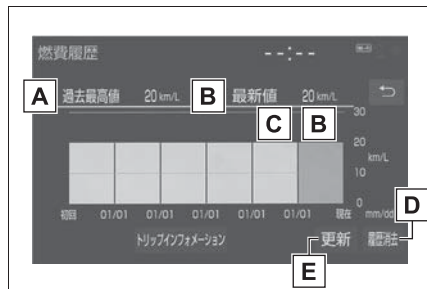 燃費履歴 --:--
A 過去最高値 20 km/L B 最新値 20 km/L
C B 30
20
km/L
10
0
初回 01/01 01/01 01/01 01/01 01/01 現在 mm/dd D
トリップインフォメーション 更新 履歴消去
E